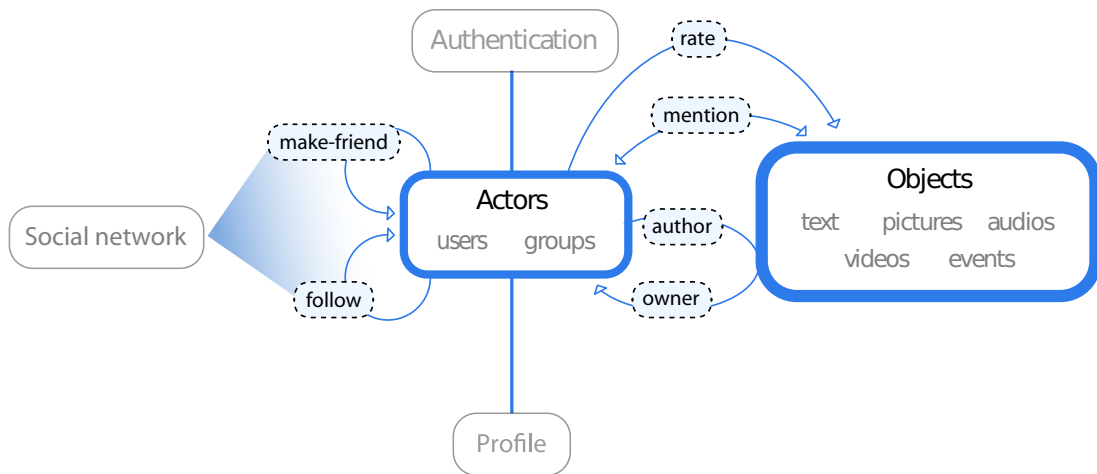 Authentication
rate
mention
make-friend
Actors
users groups
Objects
text pictures audios
videos events
Social network
author
owner
follow
Profile